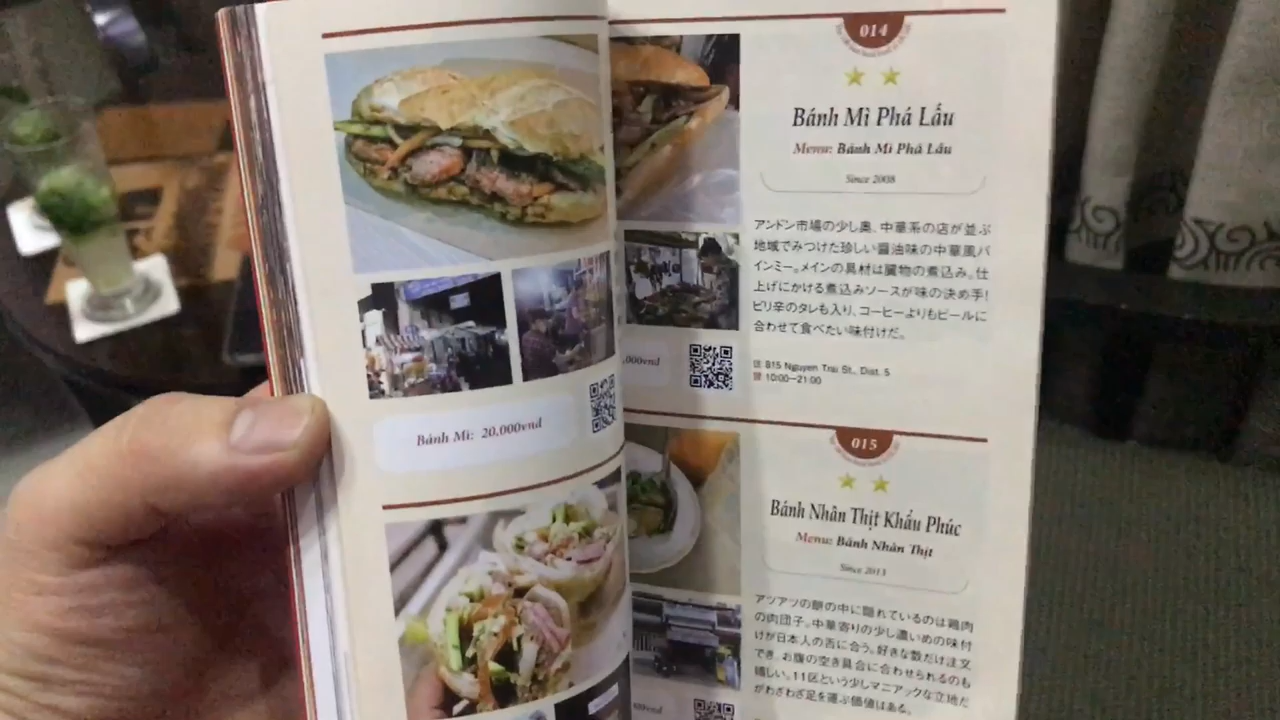 Bánh Mì: 20,000vnd
014
Bánh Mì Phá Lấu
Menu: Bánh Mì Phá Lấu
Since 2008
アンドン市場の少し奥、中華系の店が並ぶ
地域でみつけた珍しい醤油味の中華風バ
インミー。メインの具材は臓物の煮込み。仕
上げにかける煮込みソースが味の決め手!
ピリ辛のタレも入り、コーヒーよりもビールに
合わせて食べたい味付けだ。
,000vnd
815 Nguyen Trai St., Dist. 5
10:00〜21:00
015
Bánh Nhân Thịt Khẩu Phúc
Menu: Bánh Nhân Thịt
Since 2013
アツアツの餅の中に隠れているのは鶏肉
の肉団子。中華寄りの少し濃いめの味付
けが日本人の舌に合う。好きな数だけ注文
でき、お腹の空き具合に合わせられるのも
嬉しい。11区という少しマニアックな立地だ
がわざわざ足を運ぶ価値はある。